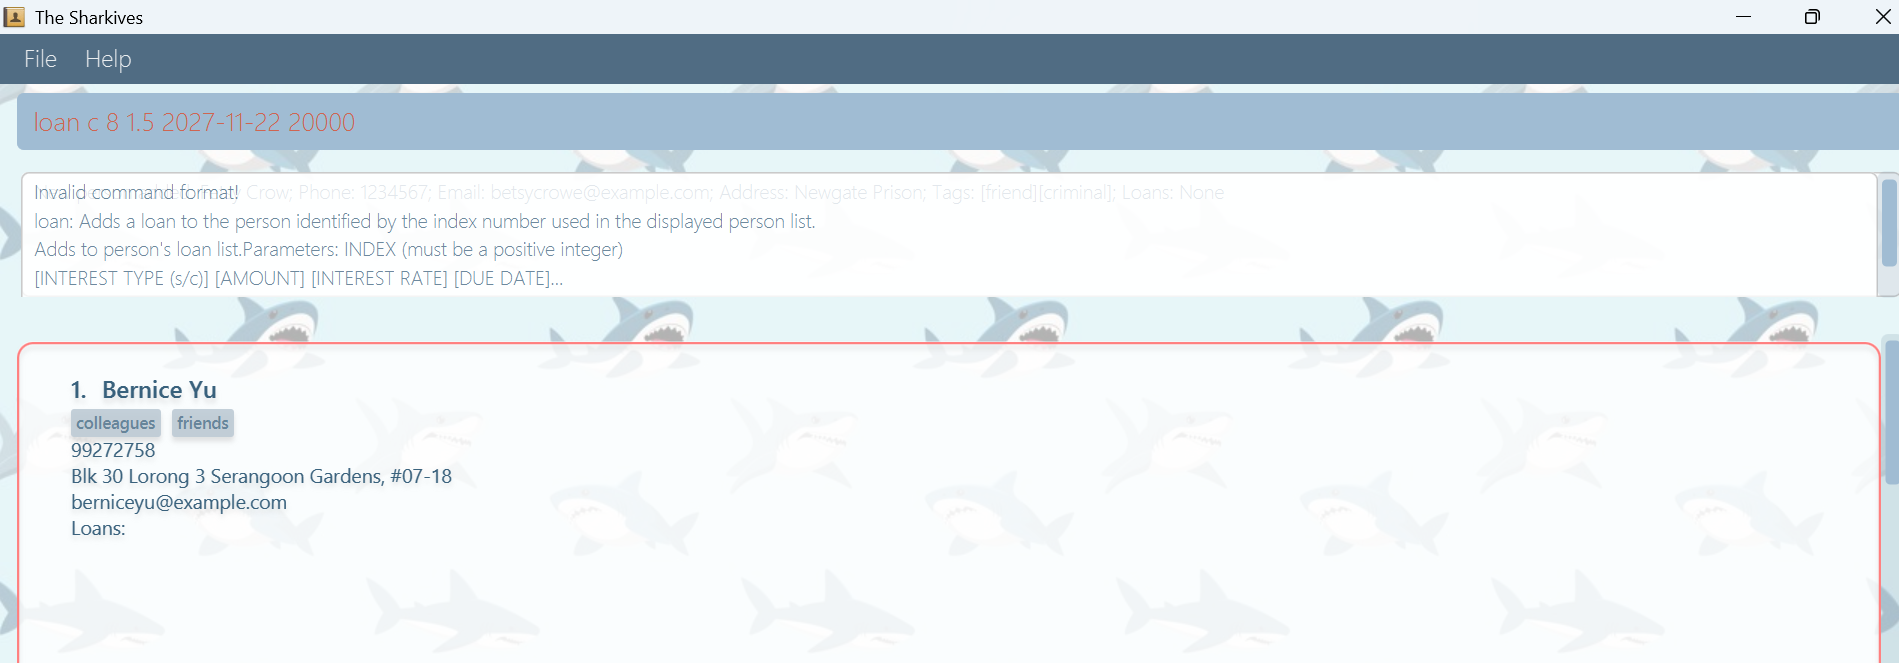 The Sharkives
File Help
loan c 8 1.5 2027-11-22 20000
Invalid command format!
Crow; Phone: 1234567; Email: betsycrowe@example.com; Address: Newgate Prison; Tags: [friend][criminal]; Loans: None
loan: Adds a loan to the person identified by the index number used in the displayed person list.
Adds to person's loan list.Parameters: INDEX (must be a positive integer)
[INTEREST TYPE (s/c)] [AMOUNT] [INTEREST RATE] [DUE DATE]...
1. Bernice Yu
colleagues friends
99272758
Blk 30 Lorong 3 Serangoon Gardens, #07-18
berniceyu@example.com
Loans: